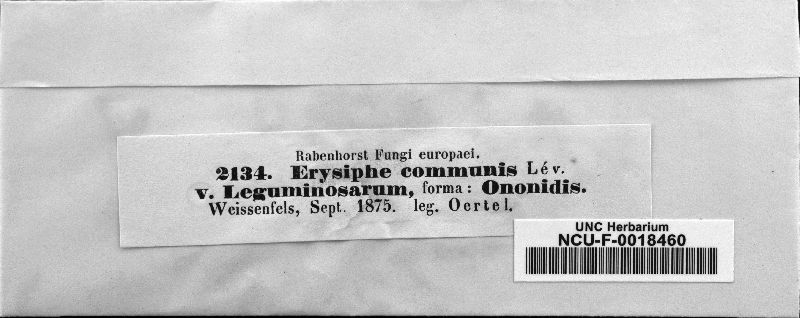 Rabenhorst Fungi europaei.
2134. Erysiphe communis Lév.
v. Leguminosarum, forma: Ononidis.
Weissenfels, Sept. 1875. leg. Oertel.
UNC Herbarium
NCU-F-0018460